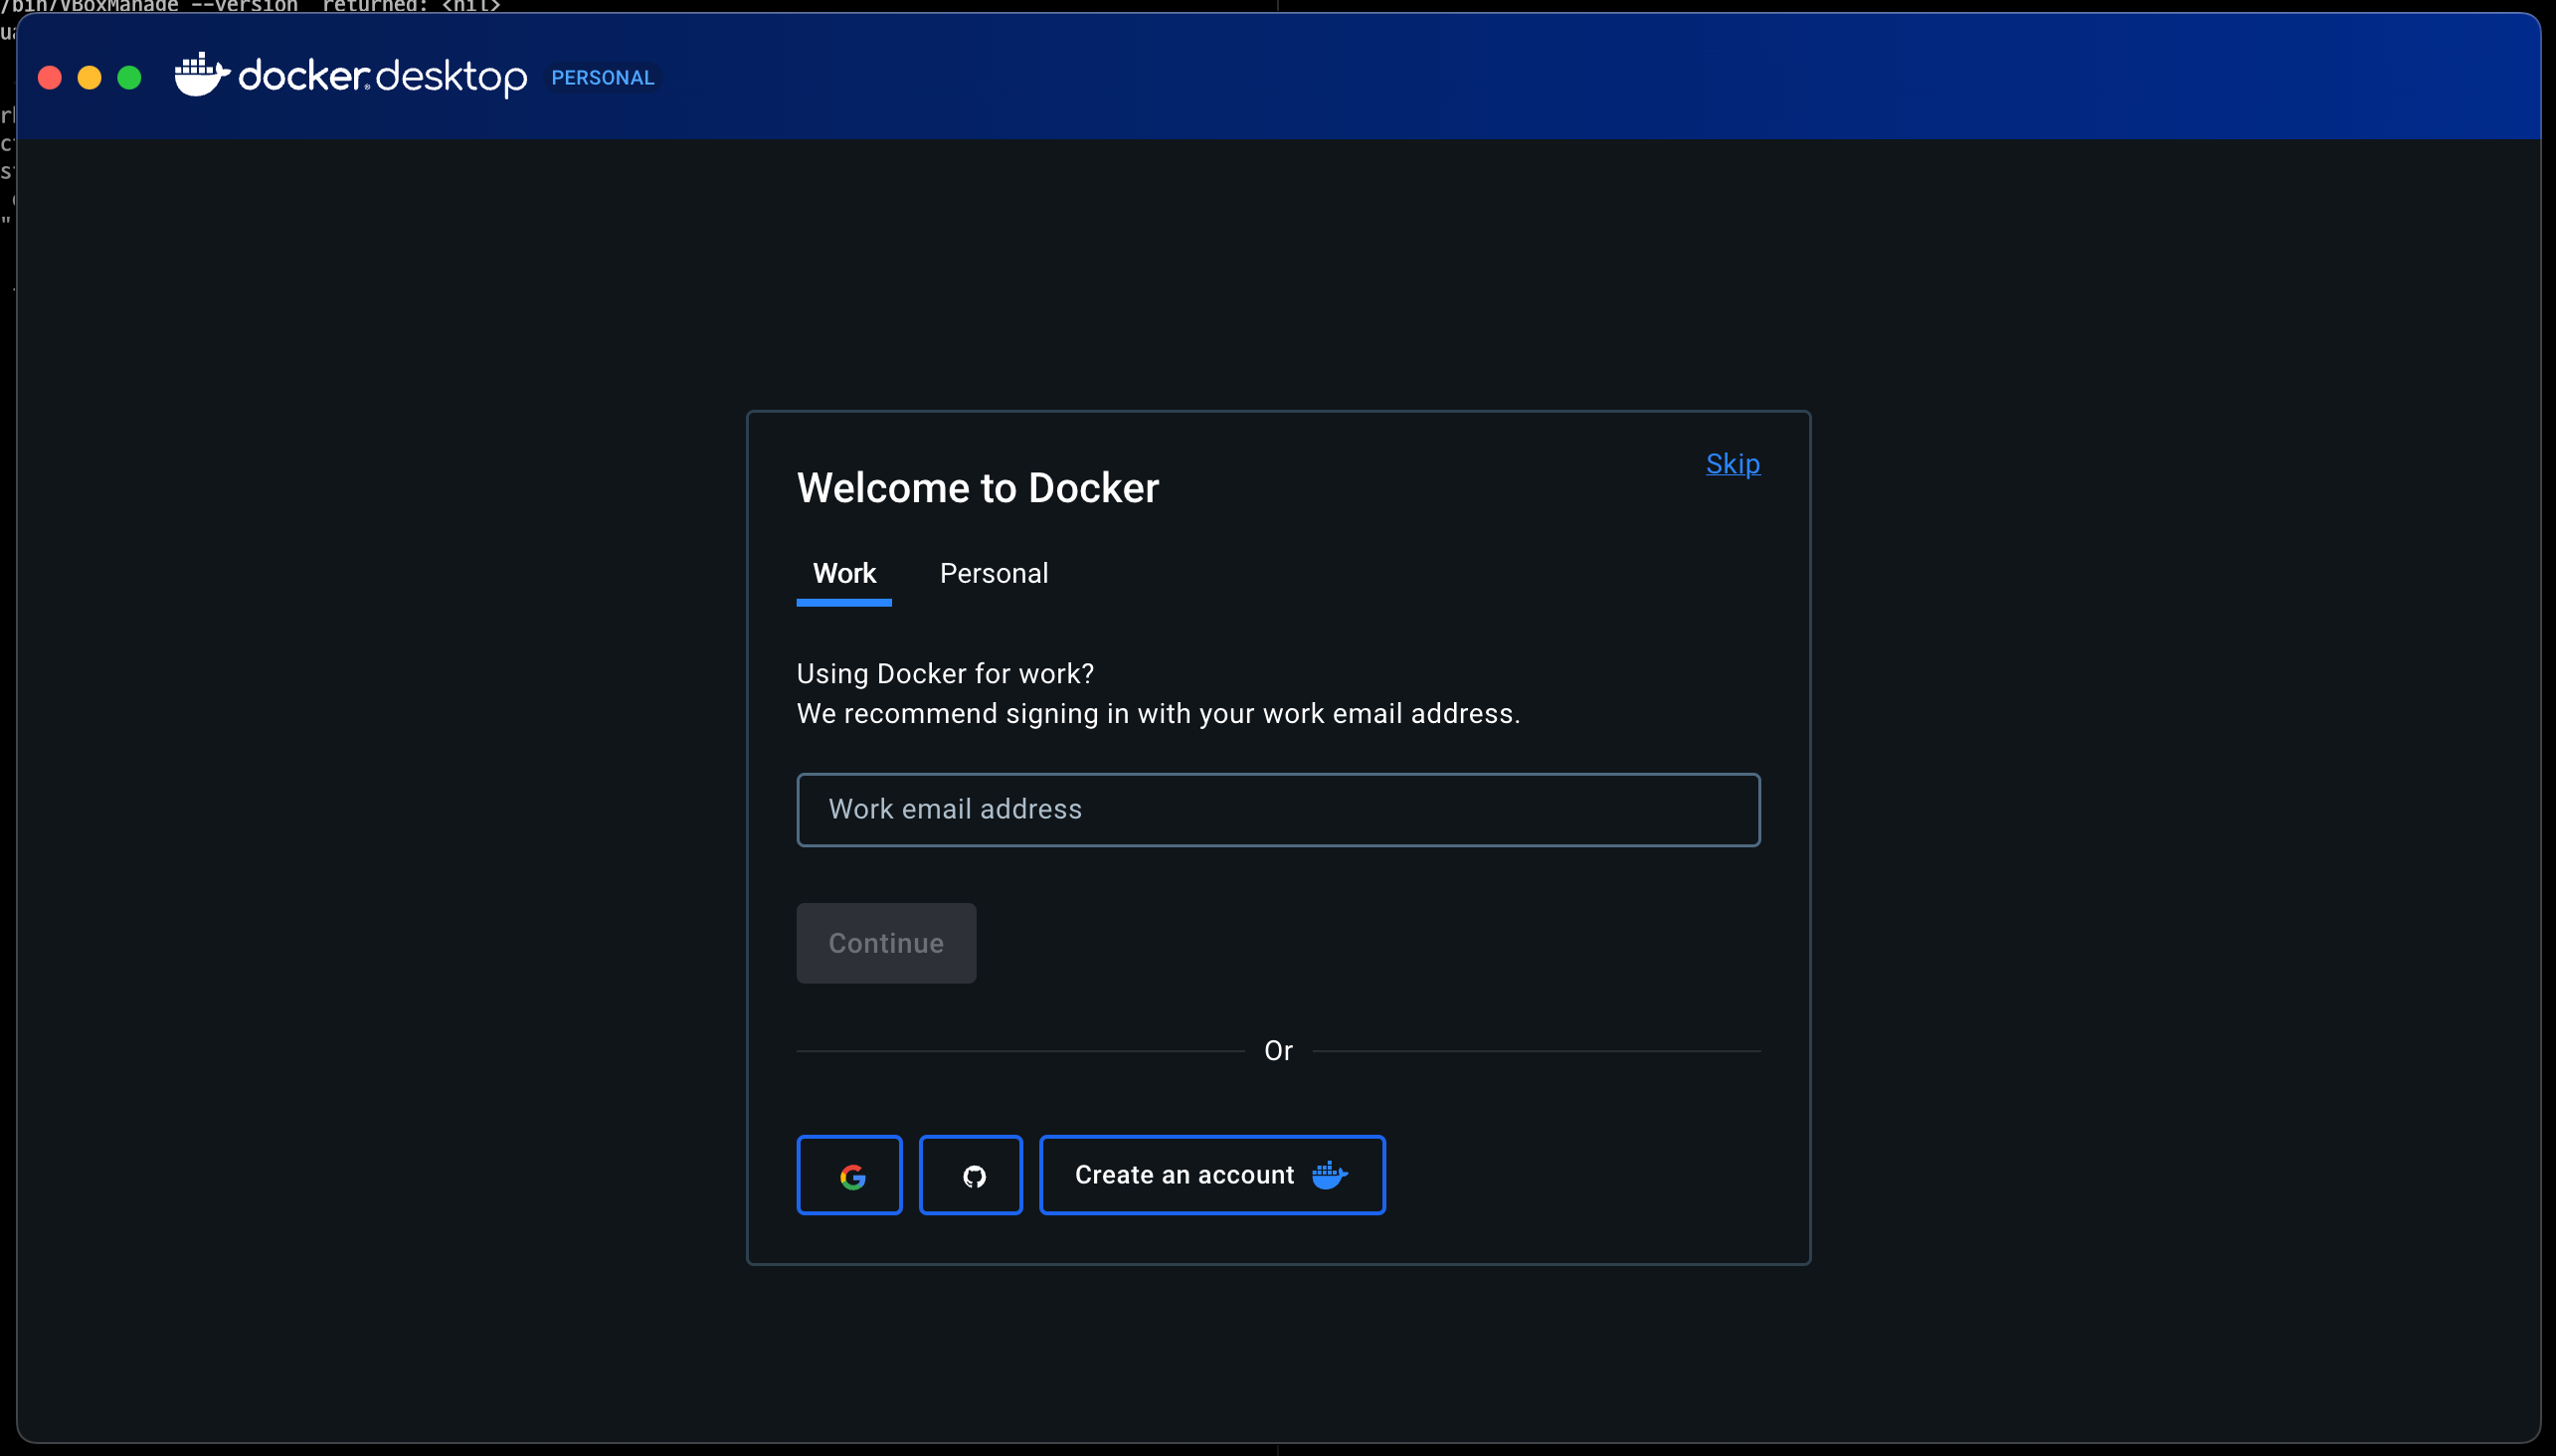 /bin/VBoxManage --version  returned: <nil>
docker desktop PERSONAL
Skip
Welcome to Docker
Work Personal
Using Docker for work?
We recommend signing in with your work email address.
Work email address
Continue
Or
Create an account